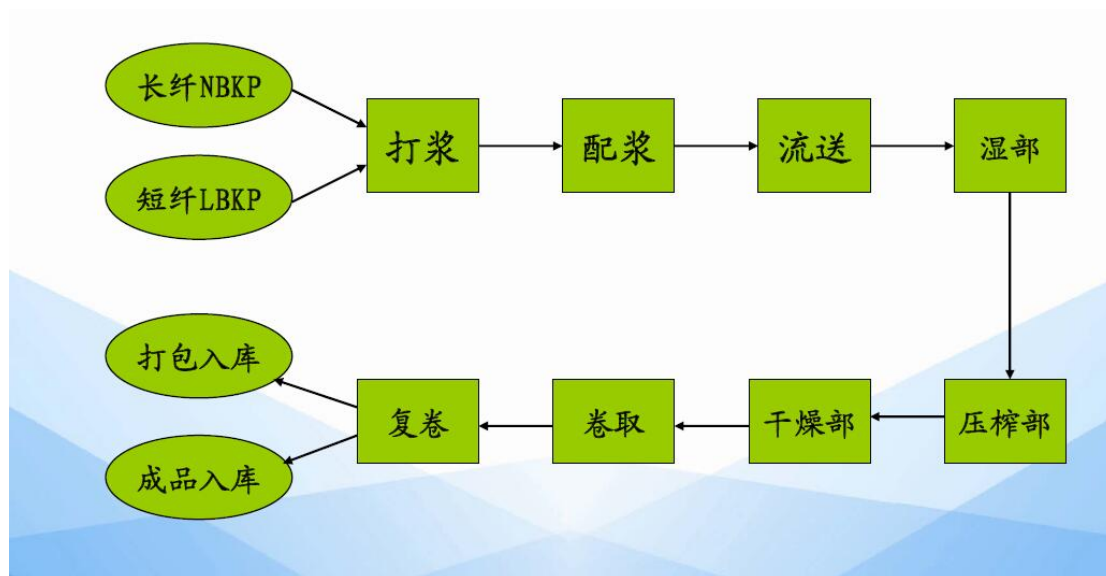 长纤NBKP
短纤LBKP
打浆
配浆
流送
湿部
压榨部
干燥部
卷取
复卷
打包入库
成品入库